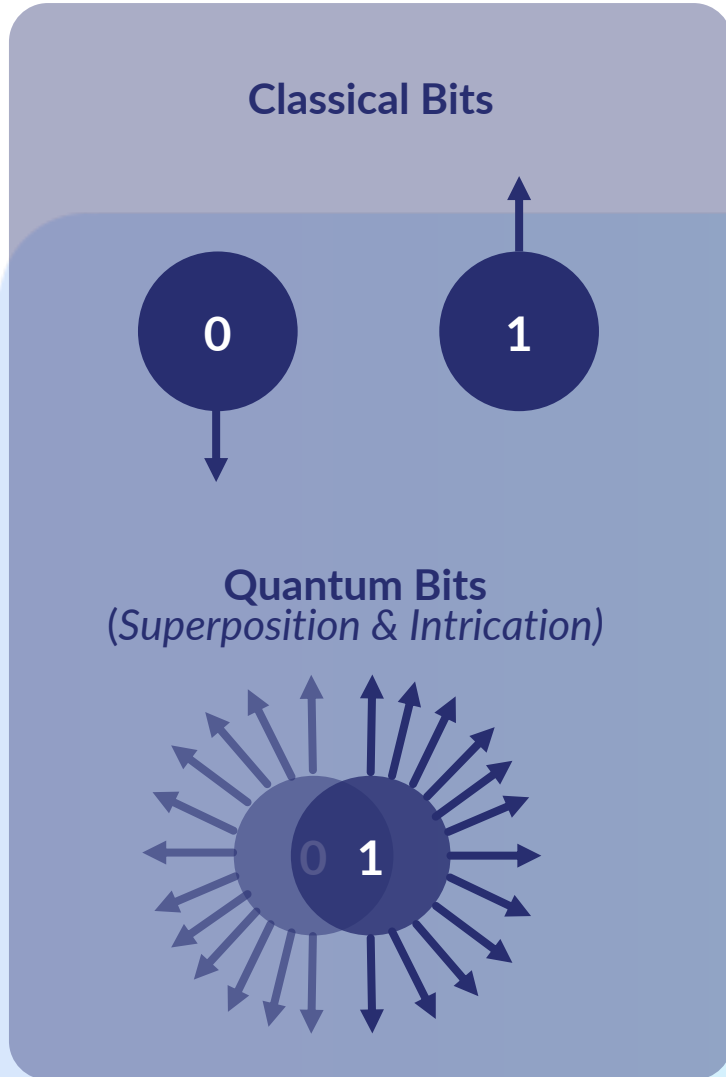 Classical Bits
0 1
Quantum Bits
(Superposition & Intrication)
0 1